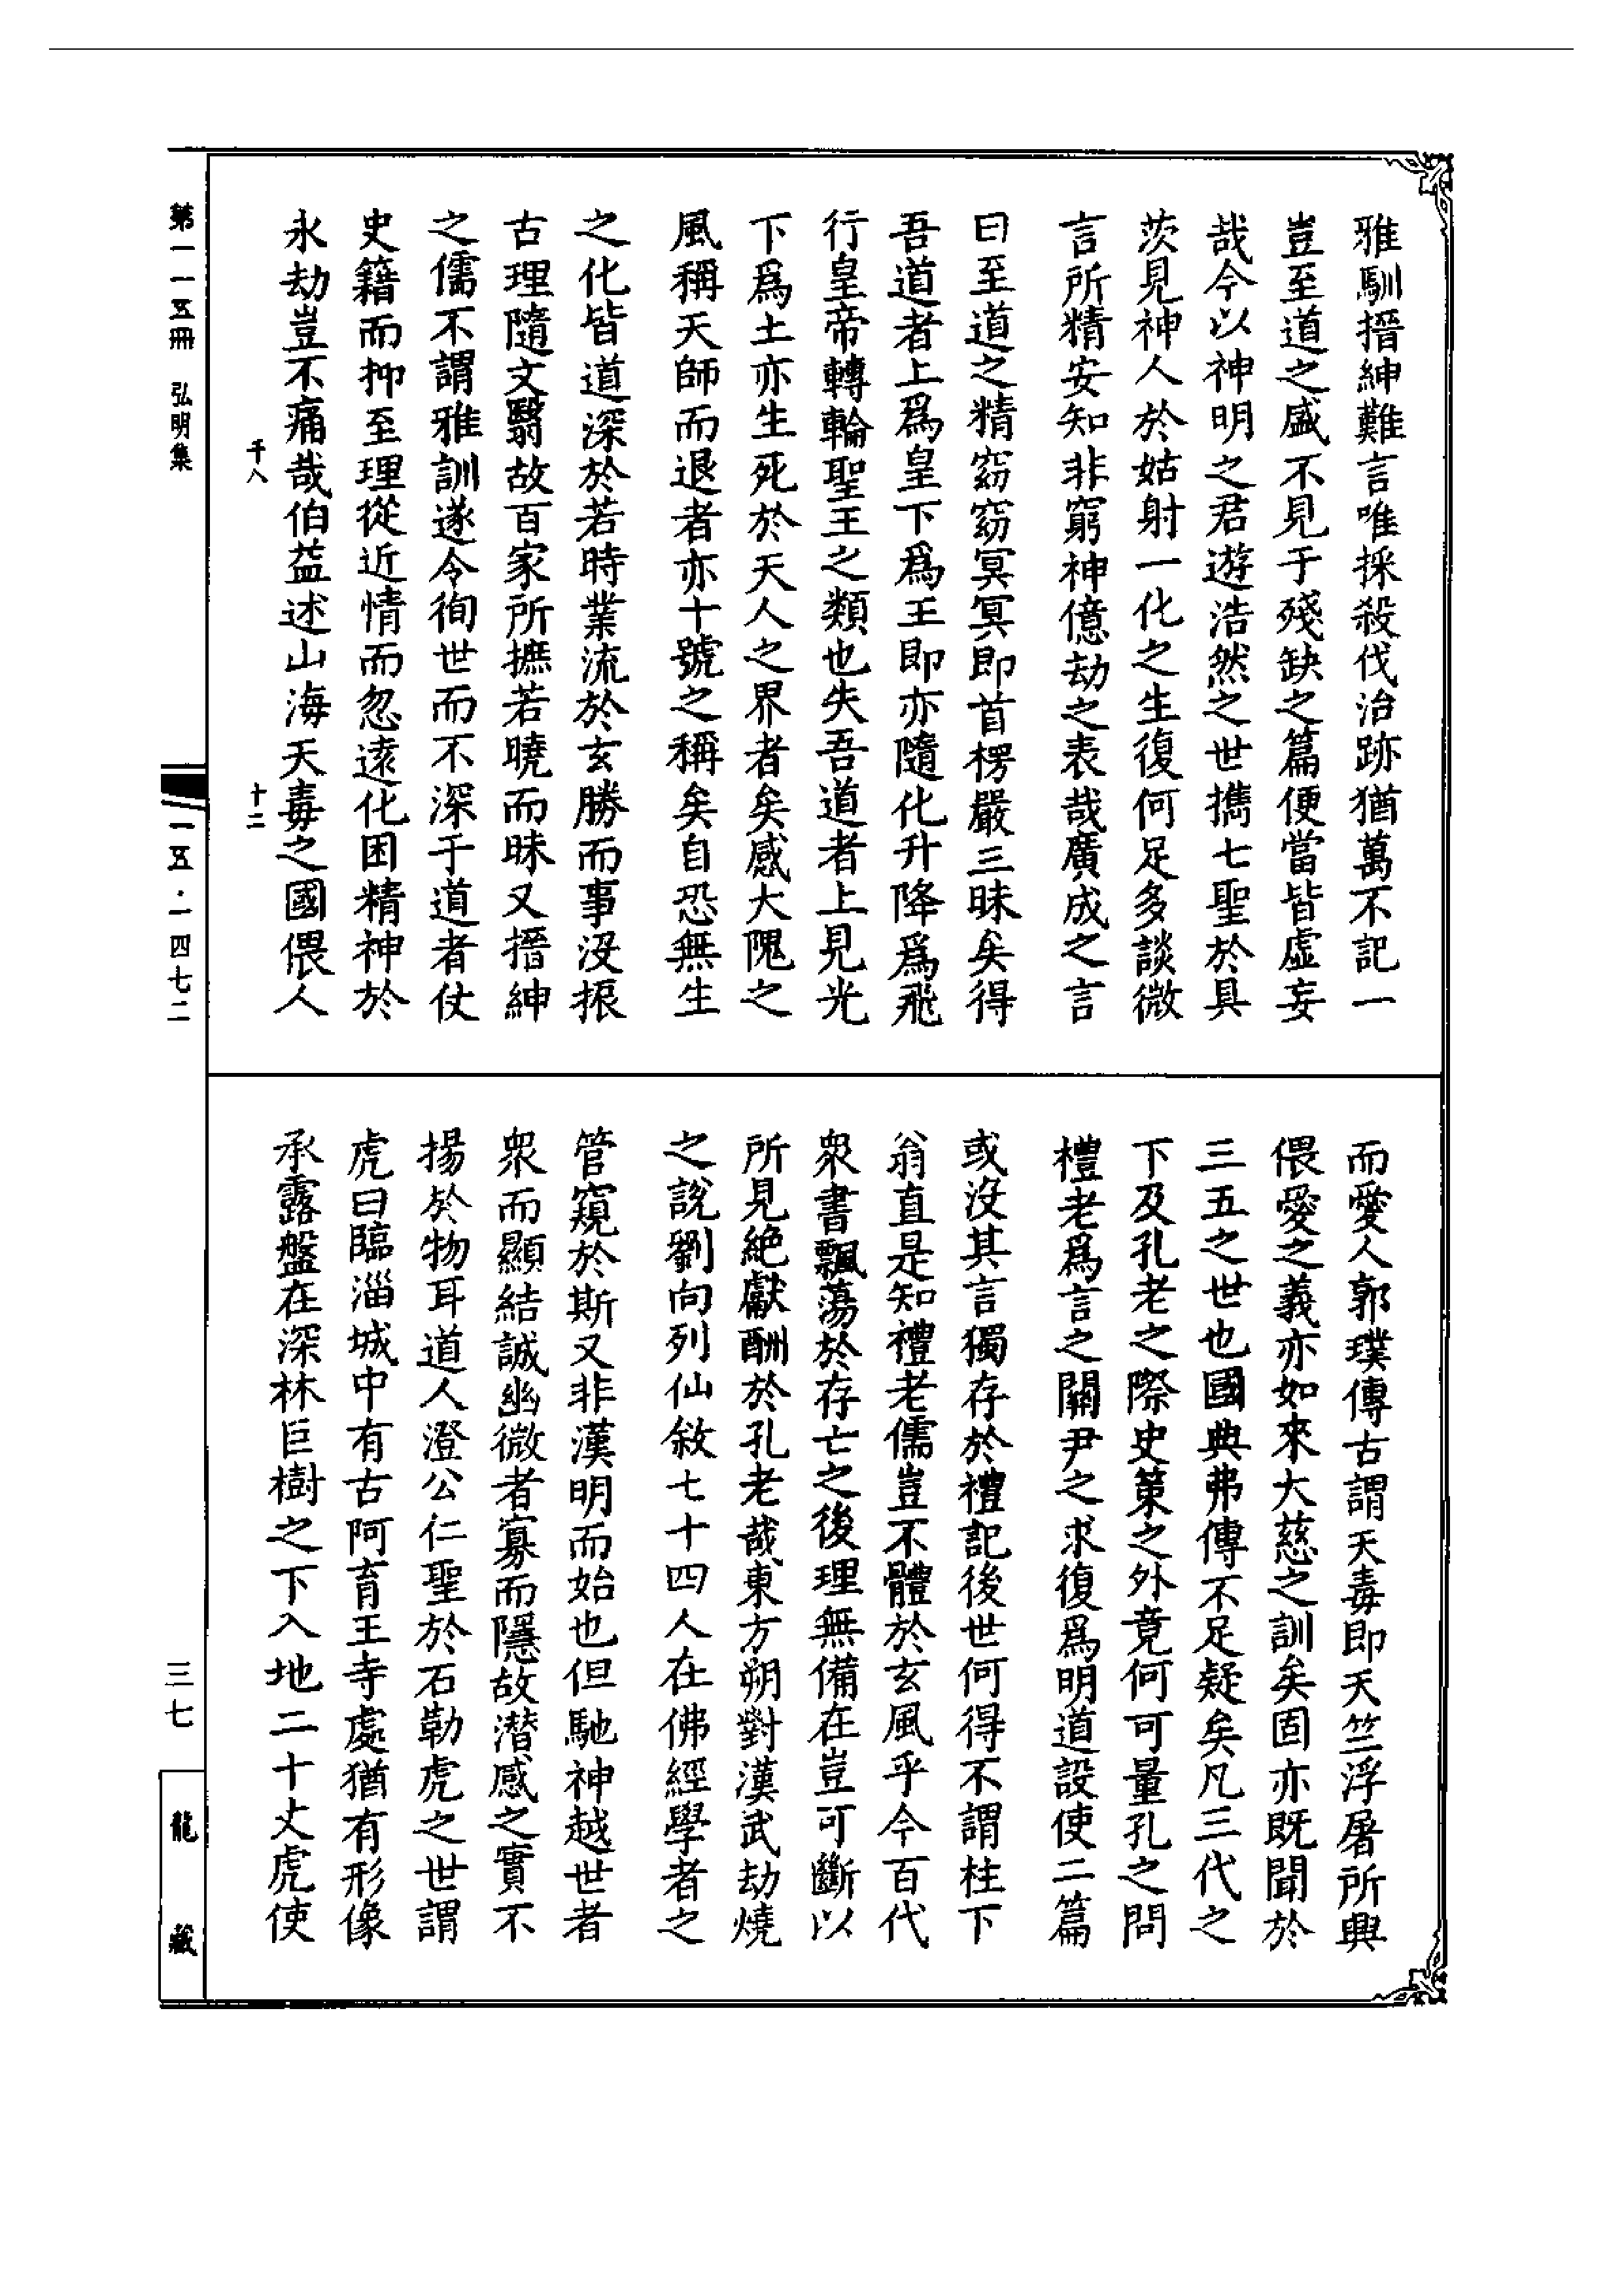 雅馴搢紳難言唯採殺伐治跡猶萬不記一
豈至道之盛不見于殘缺之篇便當皆虛妄
哉今以神明之君遊浩然之世攜七聖於具
茨見神人於姑射一化之生復何足多談微
言所精安知非窮神億劫之表哉廣成之言
曰至道之精窈窈冥冥即首楞嚴三昧矣得
吾道者上爲皇下爲王即亦隨化升降爲飛
行皇帝轉輪聖王之類也失吾道者上見光
下爲土亦生死於天人之界者矣感大隗之
風稱天師而退者亦十號之稱矣自恐無生
之化皆道深於若時業流於玄勝而事沒振
古理隨文翳故百家所摭若曉而昧又搢紳
之儒不謂雅訓遂令徇世而不深于道者仗
史籍而抑至理從近情而忽遠化困精神於
永劫豈不痛哉伯益述山海天毒之國偎人
而愛人郭璞傳古謂天毒即天竺浮屠所興
偎愛之義亦如來大慈之訓矣固亦既聞於
三五之世也國典弗傳不足疑矣凡三代之
下及孔老之際史策之外竟何可量孔之問
禮老爲言之關尹之求復爲明道設使二篇
或沒其言獨存於禮記後世何得不謂柱下
翁直是知禮老儒豈不體於玄風乎今百代
衆書飄蕩於存亡之後理無備在豈可斷以
所見絶獻酬於孔老哉東方朔對漢武劫燒
之說劉向列仙敘七十四人在佛經學者之
管窺於斯又非漢明而始也但馳神越世者
衆而顯結誠幽微者寡而隱故潛感之實不
揚於物耳道人澄公仁聖於石勒虎之世謂
虎曰臨淄城中有古阿育王寺處猶有形像
承露盤在深林巨樹之下入地二十丈虎使
千八
十二
第一一五冊 弘明集
一一五·一四七二
三七
龍藏